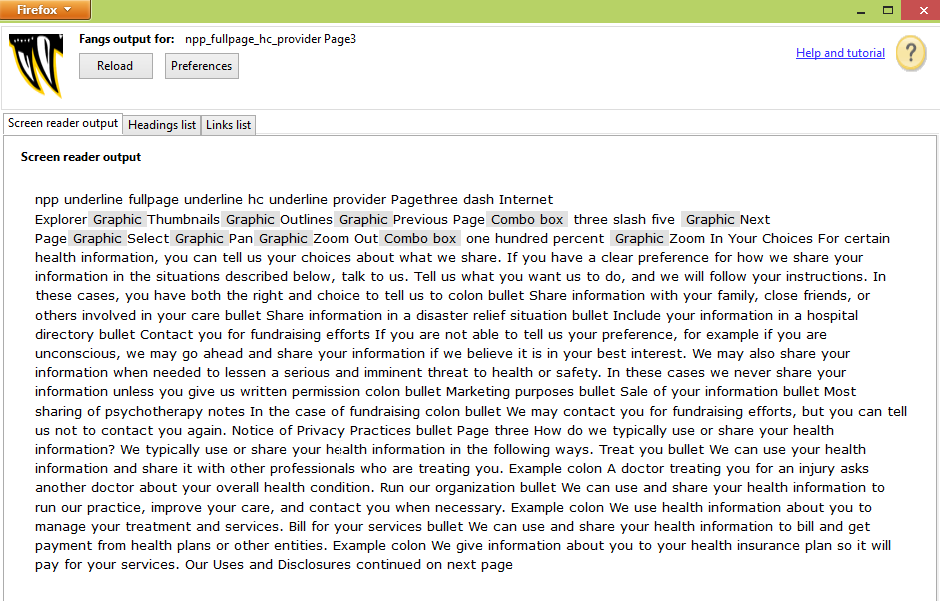 Firefox
Fangs output for: npp_fullpage_hc_provider Page3
Reload Preferences
Help and tutorial
?
Screen reader output Headings list Links list
Screen reader output
npp underline fullpage underline hc underline provider Pagethree dash Internet
Explorer Graphic Thumbnails Graphic Outlines Graphic Previous Page Combo box three slash five Graphic Next
Page Graphic Select Graphic Pan Graphic Zoom Out Combo box one hundred percent Graphic Zoom In Your Choices For certain
health information, you can tell us your choices about what we share. If you have a clear preference for how we share your
information in the situations described below, talk to us. Tell us what you want us to do, and we will follow your instructions. In
these cases, you have both the right and choice to tell us to colon bullet Share information with your family, close friends, or
others involved in your care bullet Share information in a disaster relief situation bullet Include your information in a hospital
directory bullet Contact you for fundraising efforts If you are not able to tell us your preference, for example if you are
unconscious, we may go ahead and share your information if we believe it is in your best interest. We may also share your
information when needed to lessen a serious and imminent threat to health or safety. In these cases we never share your
information unless you give us written permission colon bullet Marketing purposes bullet Sale of your information bullet Most
sharing of psychotherapy notes In the case of fundraising colon bullet We may contact you for fundraising efforts, but you can tell
us not to contact you again. Notice of Privacy Practices bullet Page three How do we typically use or share your health
information? We typically use or share your health information in the following ways. Treat you bullet We can use your health
information and share it with other professionals who are treating you. Example colon A doctor treating you for an injury asks
another doctor about your overall health condition. Run our organization bullet We can use and share your health information to
run our practice, improve your care, and contact you when necessary. Example colon We use health information about you to
manage your treatment and services. Bill for your services bullet We can use and share your health information to bill and get
payment from health plans or other entities. Example colon We give information about you to your health insurance plan so it will
pay for your services. Our Uses and Disclosures continued on next page